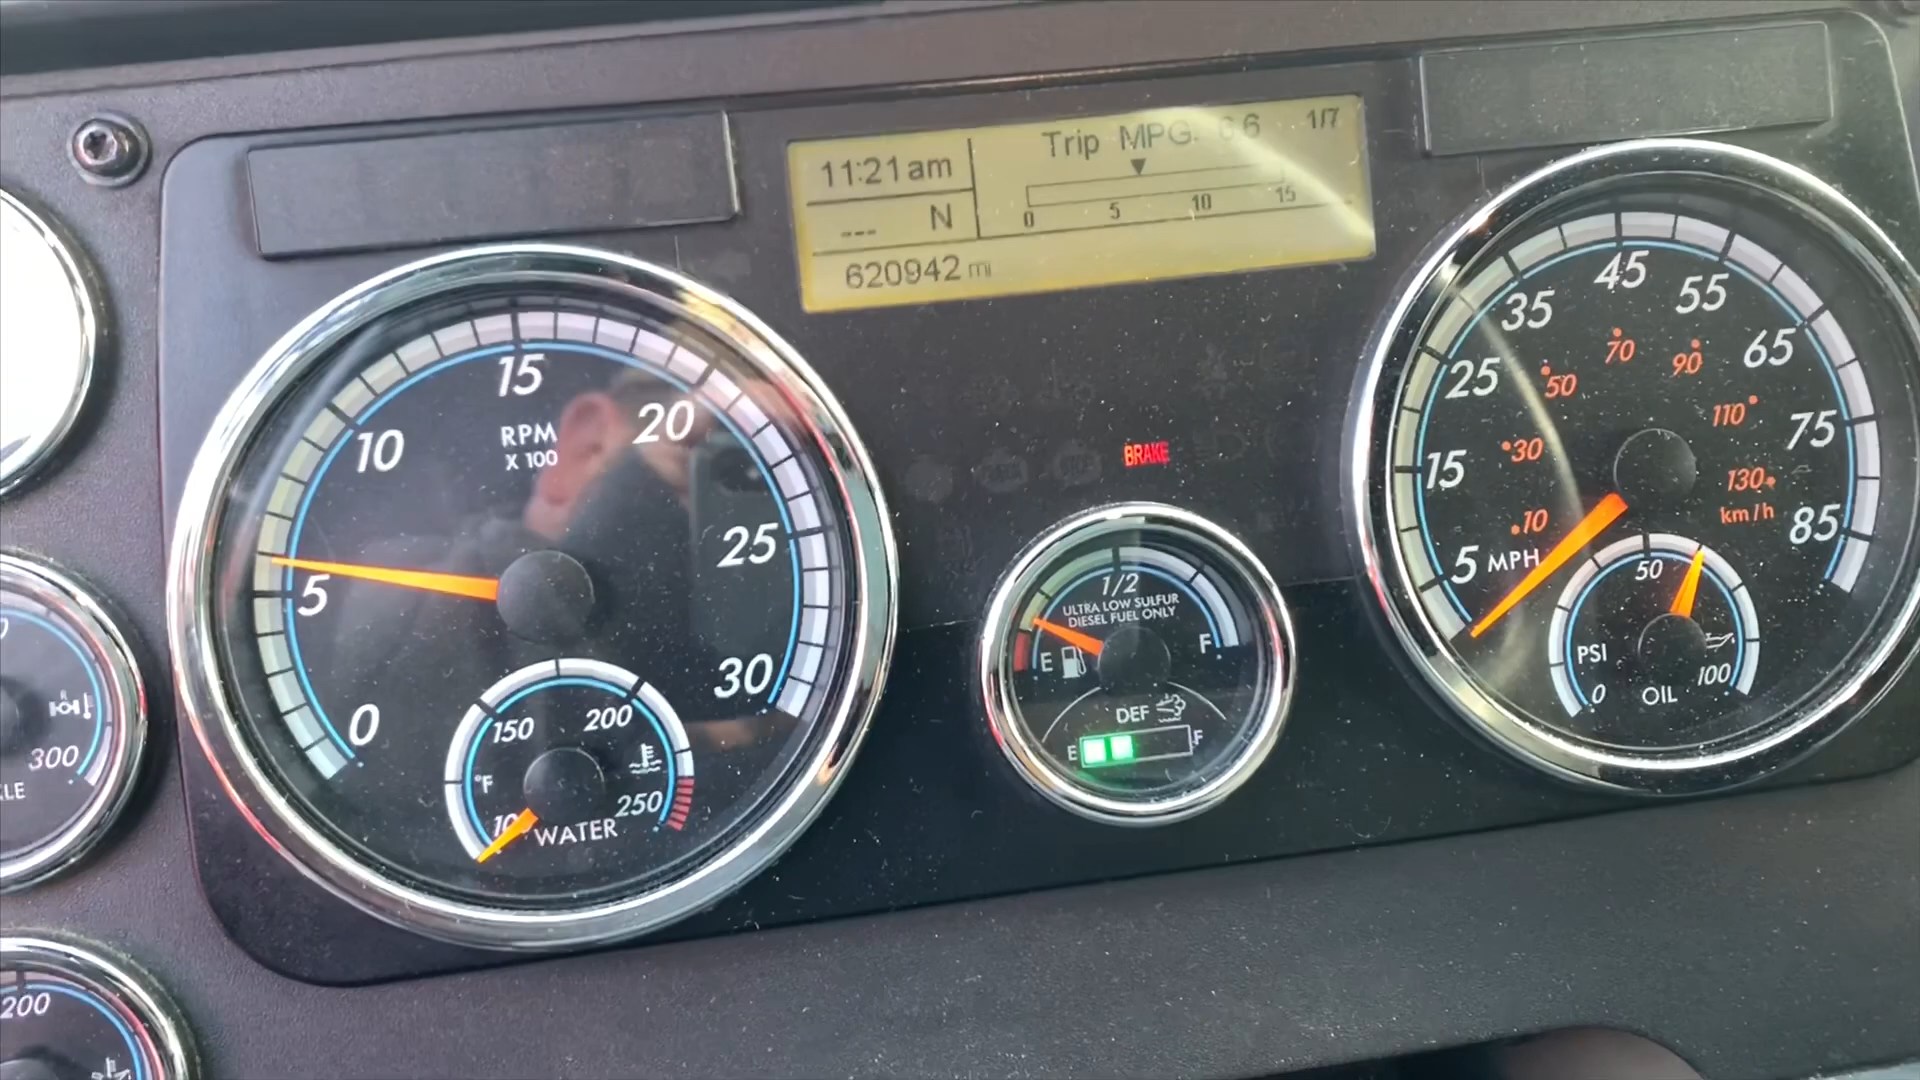 11:21am
Trip MPG: 6.6
1/7
0 5 10 15
--- N
620942 mi
0 5 10 15 20 25 30
RPM
X 100
150 200 250
°F
WATER
BRAKE
1/2
ULTRA LOW SULFUR
DIESEL FUEL ONLY
E F
DEF
E F
5 15 25 35 45 55 65 75 85
MPH
10 30 50 70 90 110 130
km/h
0 50 100
PSI
OIL
300
200